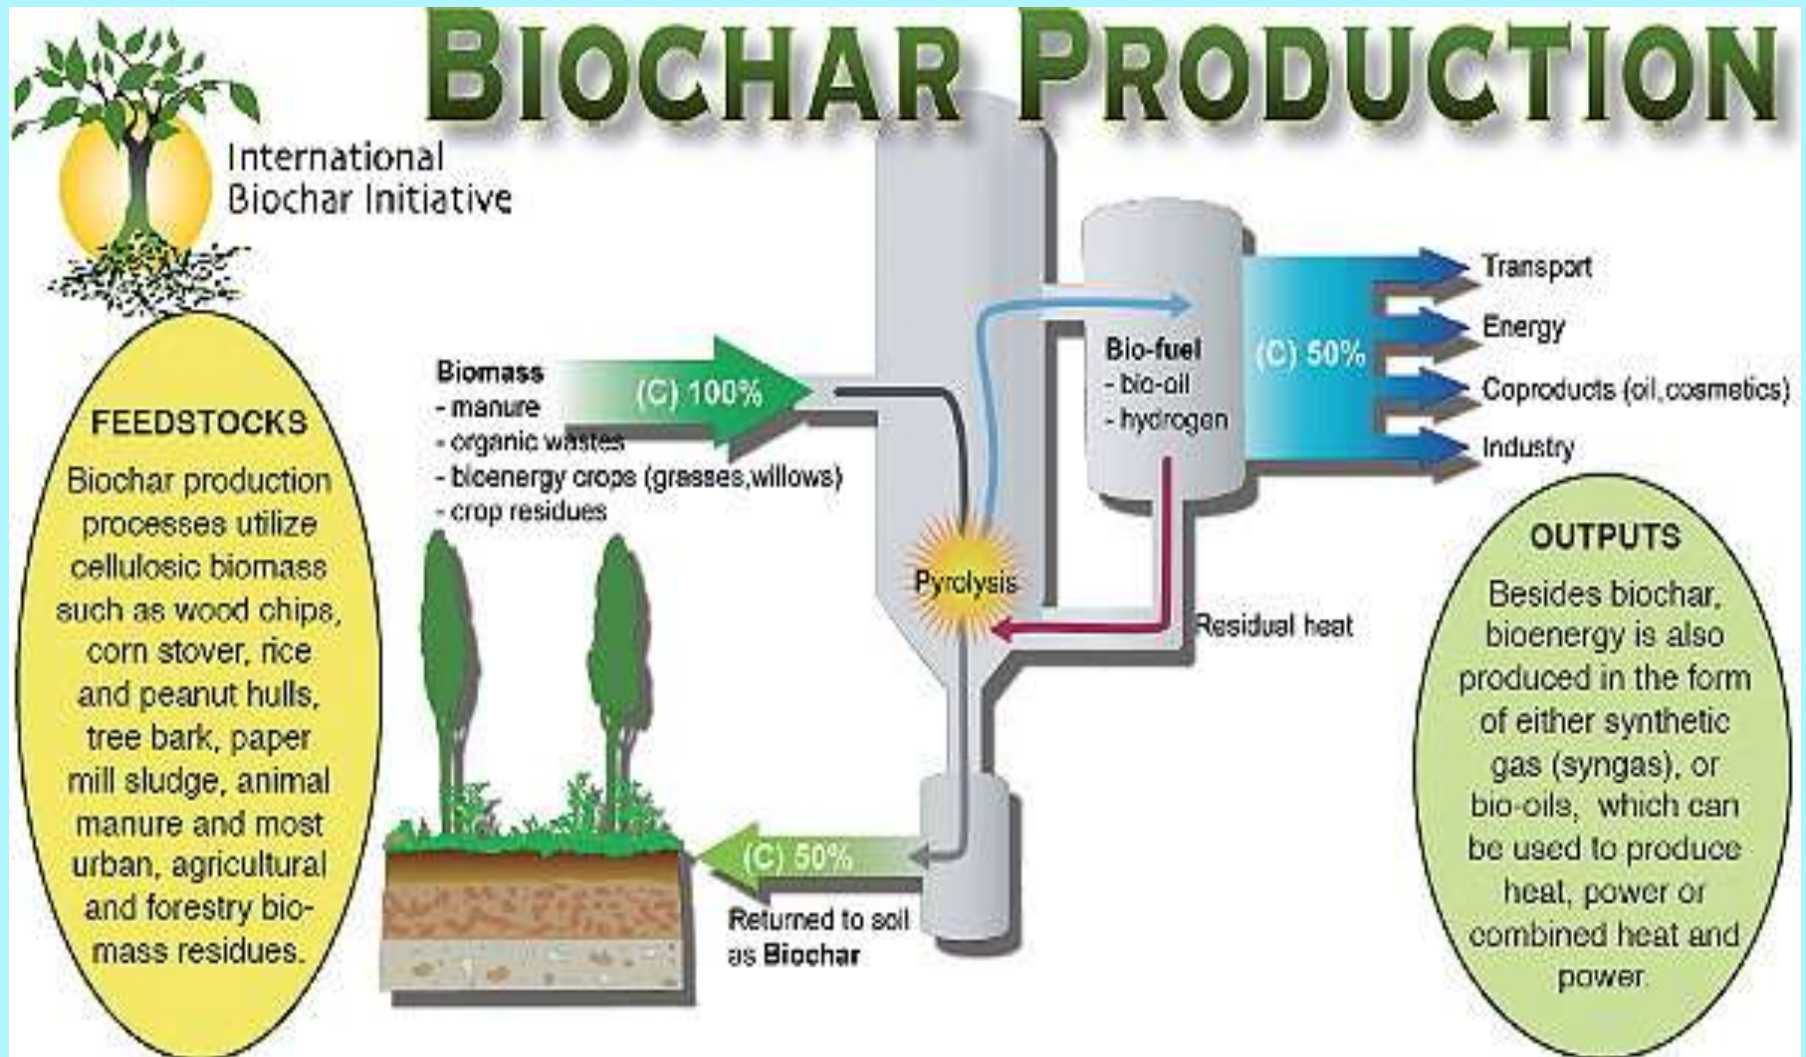 BIOCHAR PRODUCTION
International
Biochar Initiative
FEEDSTOCKS
Biochar production
processes utilize
cellulosic biomass
such as wood chips,
corn stover, rice
and peanut hulls,
tree bark, paper
mill sludge, animal
manure and most
urban, agricultural
and forestry bio-
mass residues.
Biomass
- manure
- organic wastes
- bioenergy crops (grasses,willows)
- crop residues
(C) 100%
Pyrolysis
Bio-fuel
- bio-oil
- hydrogen
(C) 50%
Transport
Energy
Coproducts (oil,cosmetics)
Industry
Residual heat
(C) 50%
Returned to soil
as Biochar
OUTPUTS
Besides biochar,
bioenergy is also
produced in the form
of either synthetic
gas (syngas), or
bio-oils, which can
be used to produce
heat, power or
combined heat and
power.